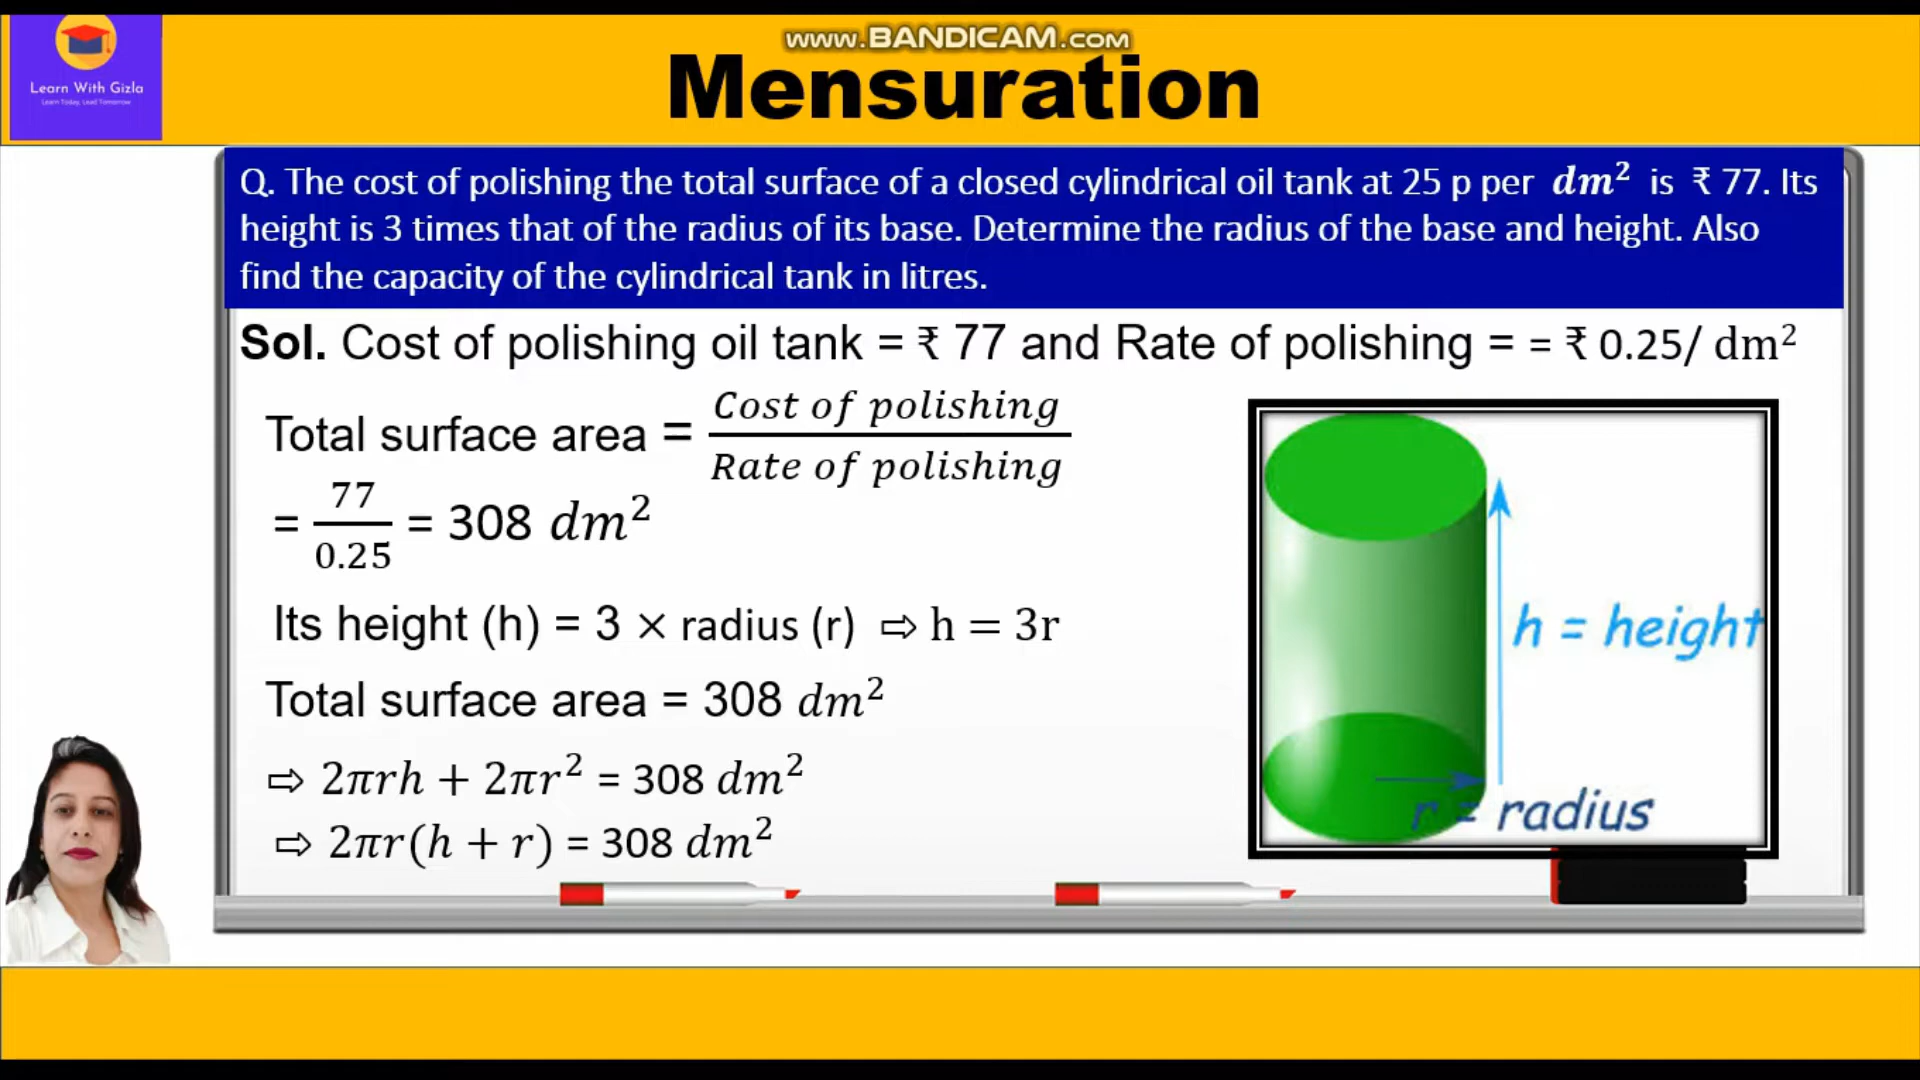 www.BANDICAM.com
Learn With Gizla
Learn Today, Lead Tomorrow
Mensuration
Q. The cost of polishing the total surface of a closed cylindrical oil tank at 25 p per dm² is ₹ 77. Its
height is 3 times that of the radius of its base. Determine the radius of the base and height. Also
find the capacity of the cylindrical tank in litres.
Sol. Cost of polishing oil tank = ₹ 77 and Rate of polishing = = ₹ 0.25/ dm²
Total surface area = Cost of polishing / Rate of polishing
= 77 / 0.25 = 308 dm²
Its height (h) = 3 × radius (r) ⇨ h = 3r
Total surface area = 308 dm²
⇨ 2πrh + 2πr² = 308 dm²
⇨ 2πr(h + r) = 308 dm²
h = height
r = radius